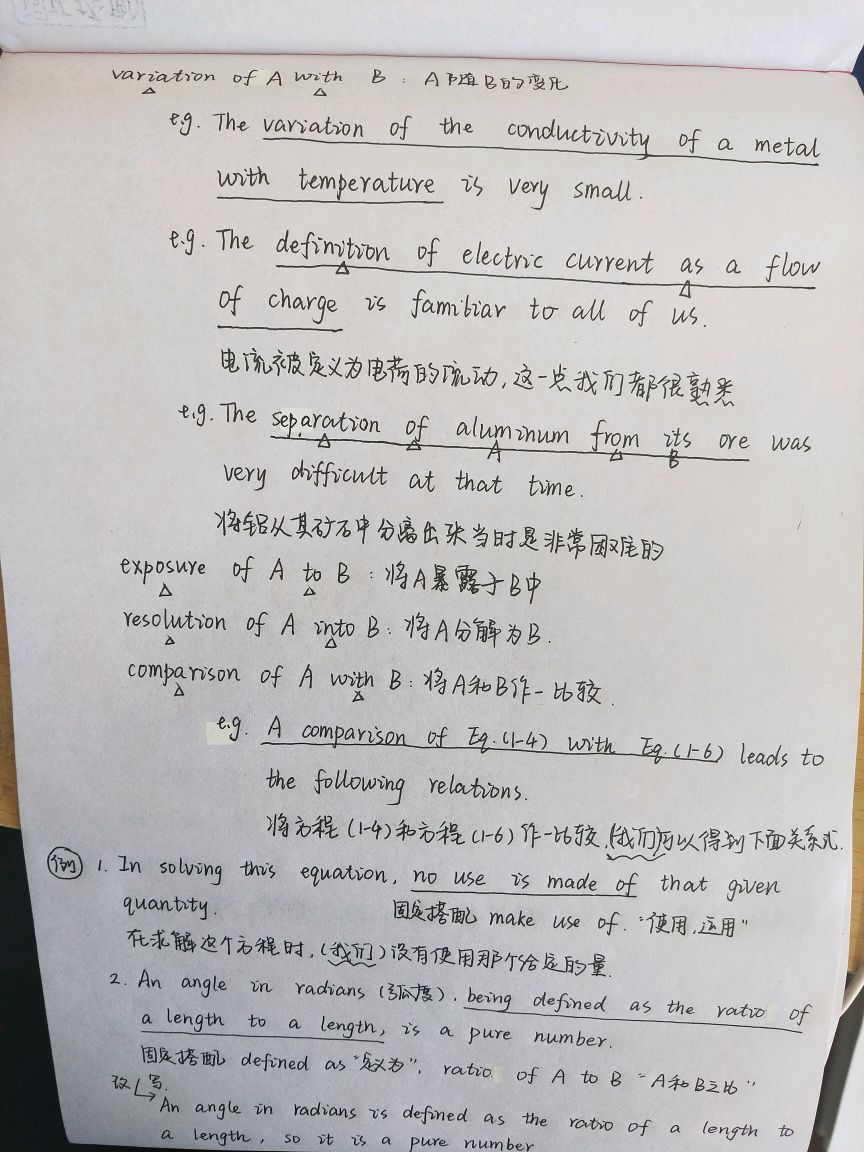 variation of A with B：A随B的变化
e.g. The variation of the conductivity of a metal
with temperature is very small.
e.g. The definition of electric current as a flow
of charge is familiar to all of us.
电流被定义为电荷的流动,这一点我们都很熟悉
e.g. The separation of aluminum from its ore was
A B
very difficult at that time.
将铝从其矿石中分离出来当时是非常困难的
exposure of A to B：将A暴露于B中
resolution of A into B：将A分解为B.
comparison of A with B：将A和B作一比较.
e.g. A comparison of Eq.(1-4) with Eq.(1-6) leads to
the following relations.
将方程(1-4)和方程(1-6)作一比较,(我们)可以得到下面关系式.
例 1. In solving this equation, no use is made of that given
quantity. 固定搭配 make use of. "使用,运用"
在求解这个方程时,(我们)没有使用那个给定的量.
2. An angle in radians (弧度), being defined as the ratio of
a length to a length, is a pure number.
固定搭配 defined as "定义为", ratio of A to B "A和B之比"
改写
An angle in radians is defined as the ratio of a length to
a length, so it is a pure number